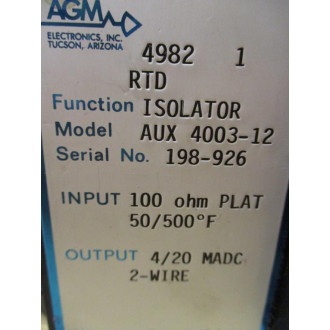 AGM
ELECTRONICS, INC.
TUCSON, ARIZONA
4982 1
RTD
Function ISOLATOR
Model AUX 4003-12
Serial No. 198-926
INPUT 100 ohm PLAT
50/500°F
OUTPUT 4/20 MADC
2-WIRE